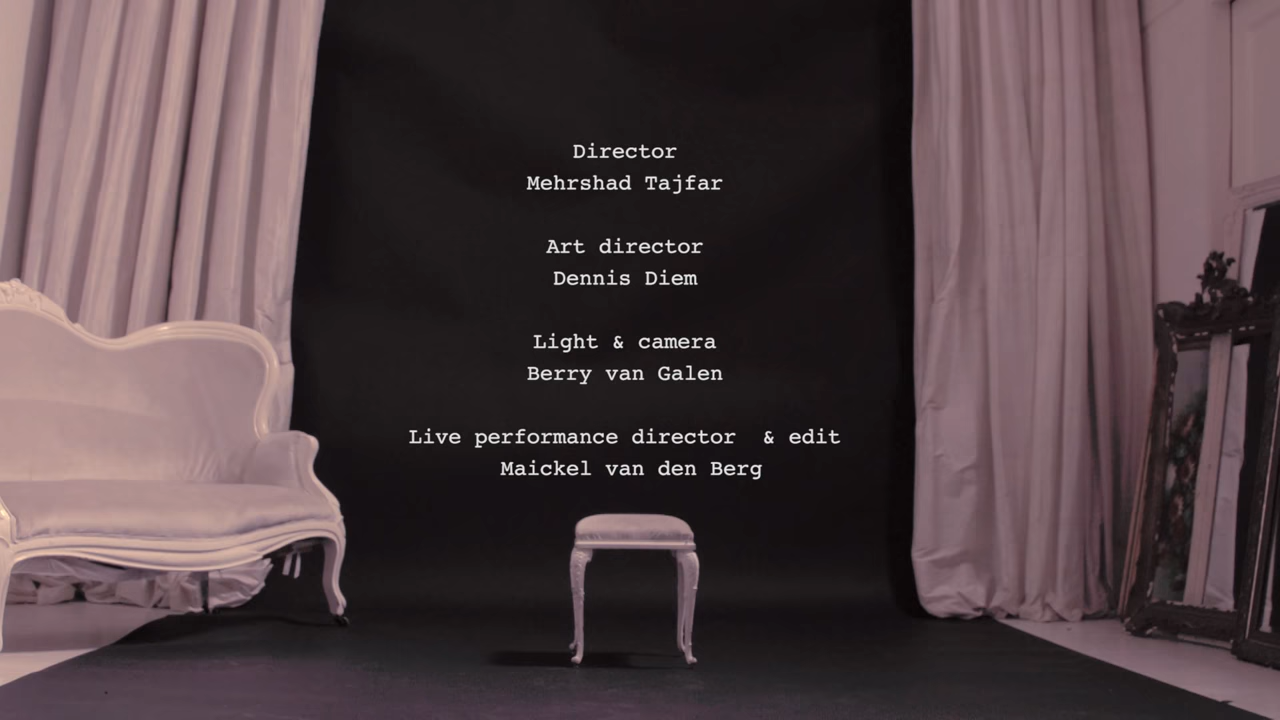 Director
Mehrshad Tajfar
Art director
Dennis Diem
Light & camera
Berry van Galen
Live performance director  & edit
Maickel van den Berg